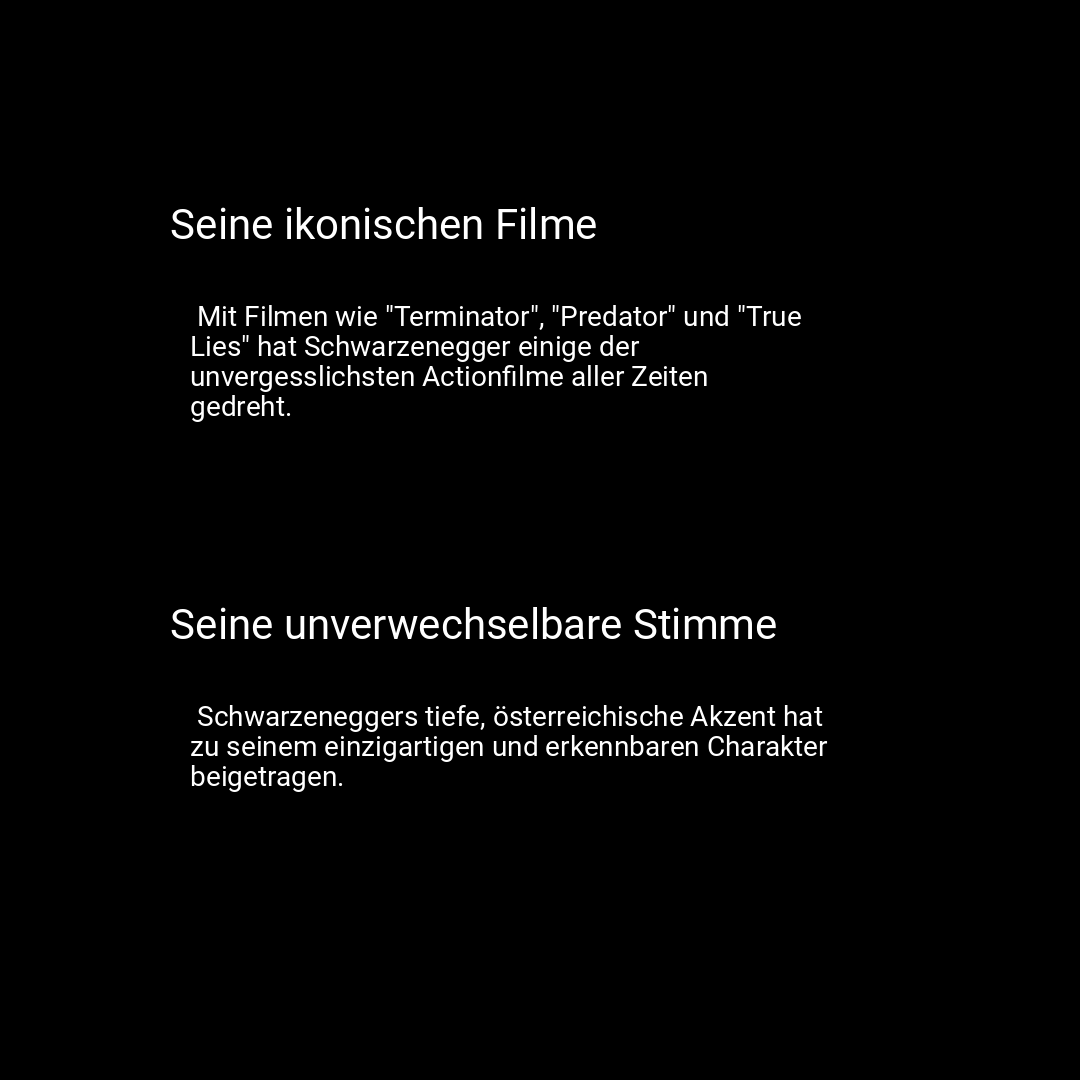 Seine ikonischen Filme
Mit Filmen wie "Terminator", "Predator" und "True
Lies" hat Schwarzenegger einige der
unvergesslichsten Actionfilme aller Zeiten
gedreht.
Seine unverwechselbare Stimme
Schwarzeneggers tiefe, österreichische Akzent hat
zu seinem einzigartigen und erkennbaren Charakter
beigetragen.